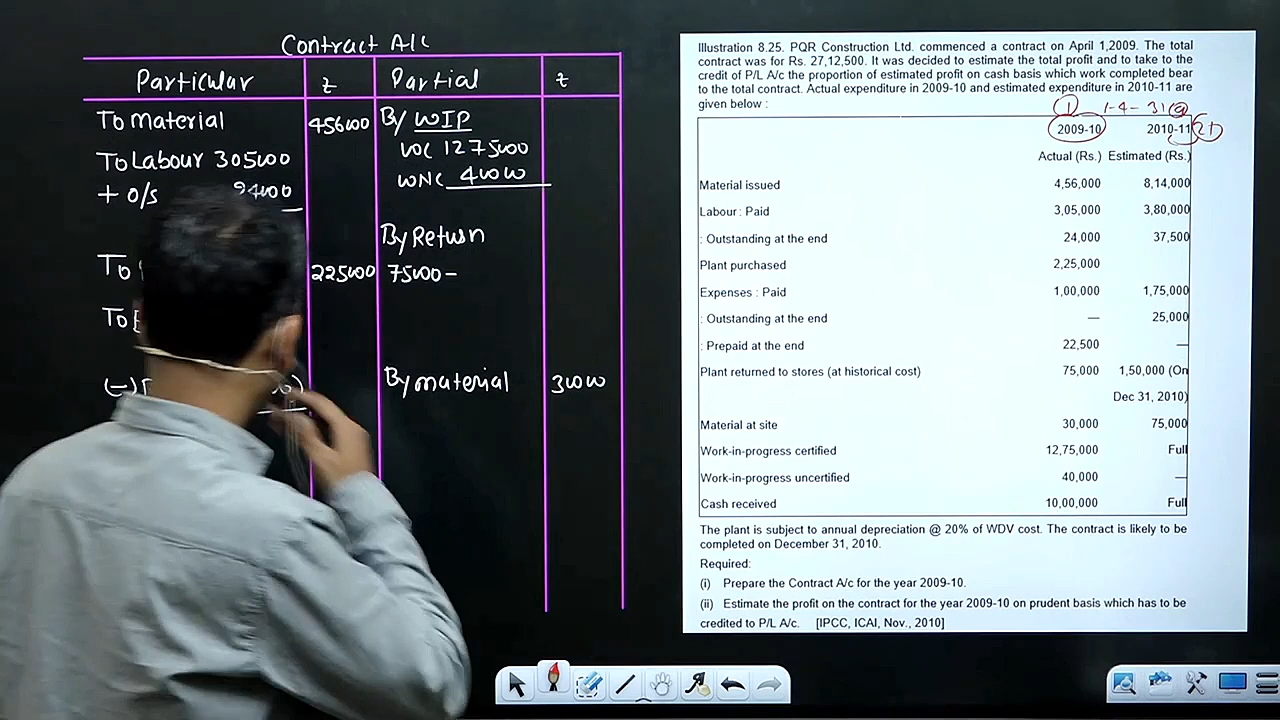 Contract A/c
Particular ₹ Partial ₹
To material 456000 By WIP
WC 1275000
To Labour 305000
WNC 40000
+ o/s 24000
By Return
To 225000 75000 -
To
(-) By material 30000
Illustration 8.25. PQR Construction Ltd. commenced a contract on April 1,2009. The total
contract was for Rs. 27,12,500. It was decided to estimate the total profit and to take to the
credit of P/L A/c the proportion of estimated profit on cash basis which work completed bear
to the total contract. Actual expenditure in 2009-10 and estimated expenditure in 2010-11 are
given below :
① 1-4- 31
2009-10 2010-11
Actual (Rs.) Estimated (Rs.)
Material issued 4,56,000 8,14,000
Labour : Paid 3,05,000 3,80,000
: Outstanding at the end 24,000 37,500
Plant purchased 2,25,000
Expenses : Paid 1,00,000 1,75,000
: Outstanding at the end — 25,000
: Prepaid at the end 22,500 —
Plant returned to stores (at historical cost) 75,000 1,50,000 (On
Dec 31, 2010)
Material at site 30,000 75,000
Work-in-progress certified 12,75,000 Full
Work-in-progress uncertified 40,000 —
Cash received 10,00,000 Full
The plant is subject to annual depreciation @ 20% of WDV cost. The contract is likely to be
completed on December 31, 2010.
Required:
(i) Prepare the Contract A/c for the year 2009-10.
(ii) Estimate the profit on the contract for the year 2009-10 on prudent basis which has to be
credited to P/L A/c. [IPCC, ICAI, Nov., 2010]